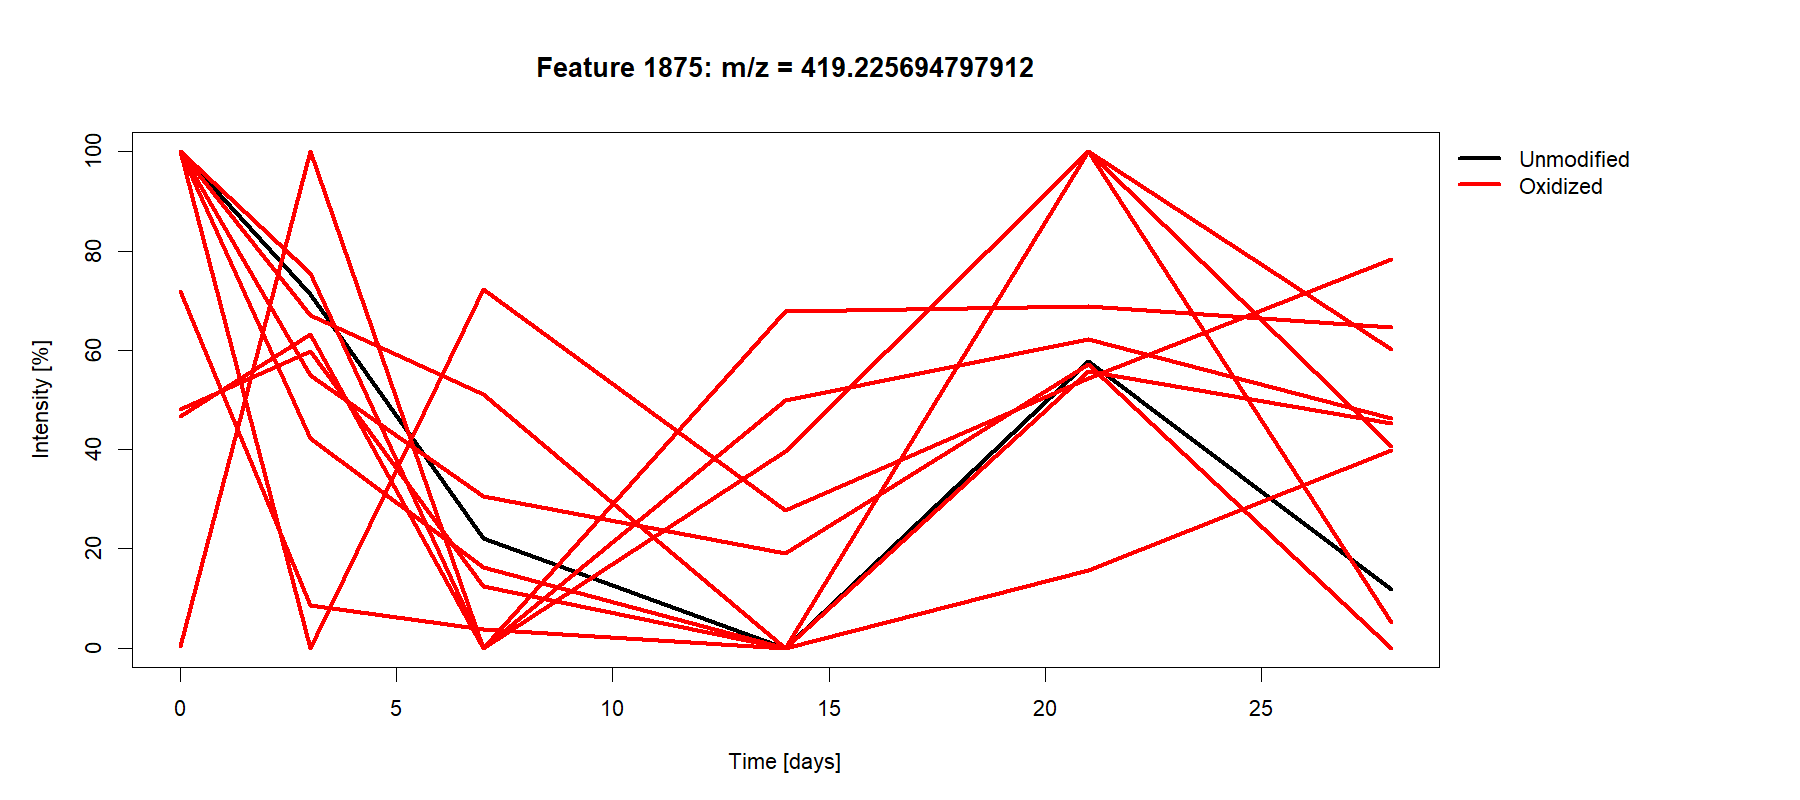 Feature 1875: m/z = 419.225694797912
Unmodified
Oxidized
Intensity [%]
100
80
60
40
20
0
0 5 10 15 20 25
Time [days]